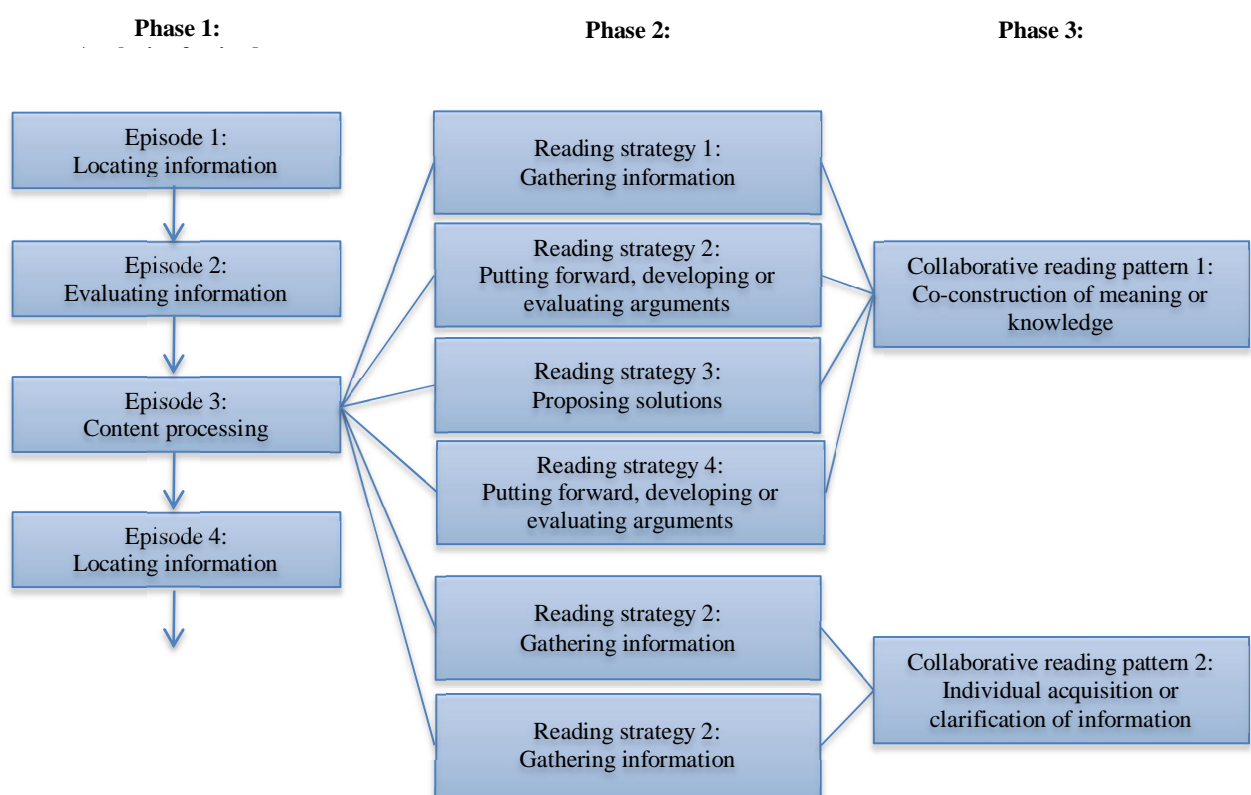 Phase 1:
Phase 2:
Phase 3:
Episode 1:
Locating information
Episode 2:
Evaluating information
Episode 3:
Content processing
Episode 4:
Locating information
Reading strategy 1:
Gathering information
Reading strategy 2:
Putting forward, developing or
evaluating arguments
Reading strategy 3:
Proposing solutions
Reading strategy 4:
Putting forward, developing or
evaluating arguments
Reading strategy 2:
Gathering information
Reading strategy 2:
Gathering information
Collaborative reading pattern 1:
Co-construction of meaning or
knowledge
Collaborative reading pattern 2:
Individual acquisition or
clarification of information